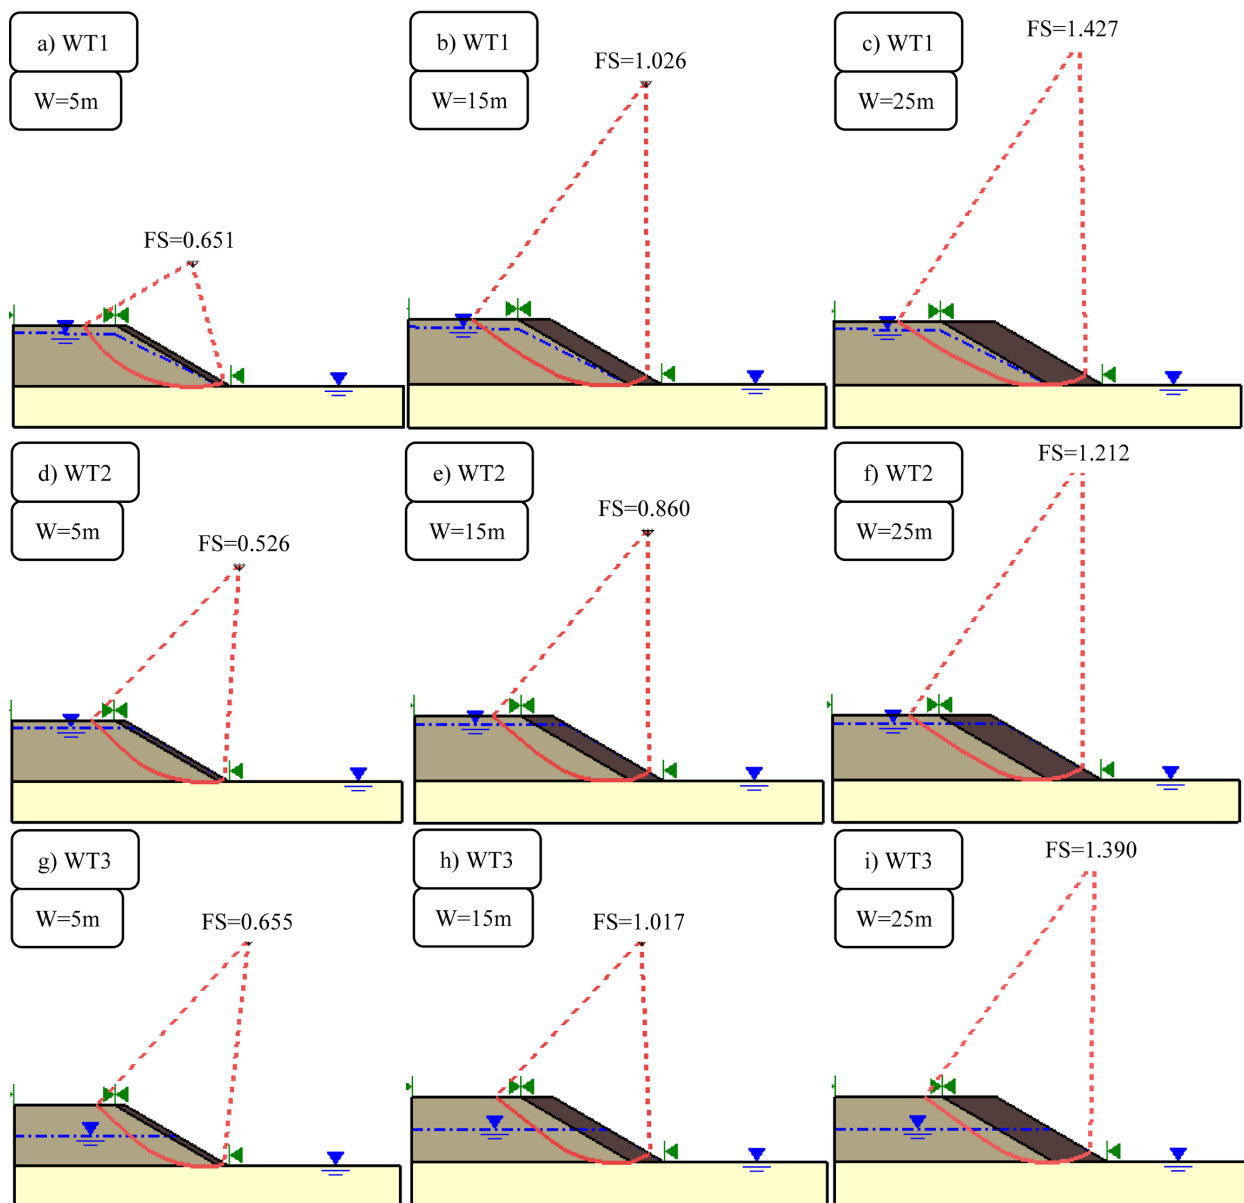 a) WT1
W=5m
FS=0.651
b) WT1
W=15m
FS=1.026
c) WT1
W=25m
FS=1.427
d) WT2
W=5m
FS=0.526
e) WT2
W=15m
FS=0.860
f) WT2
W=25m
FS=1.212
g) WT3
W=5m
FS=0.655
h) WT3
W=15m
FS=1.017
i) WT3
W=25m
FS=1.390